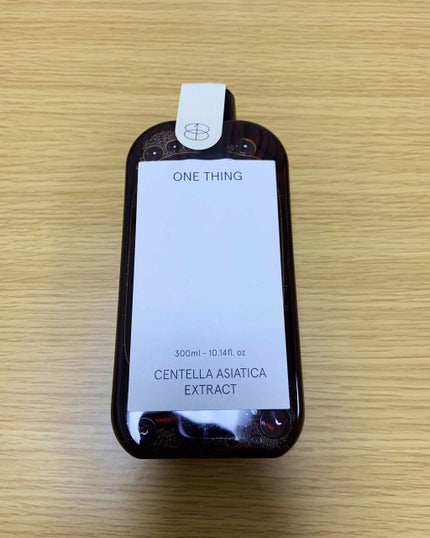 ONE THING
300ml - 10.14fl. oz
CENTELLA ASIATICA
EXTRACT